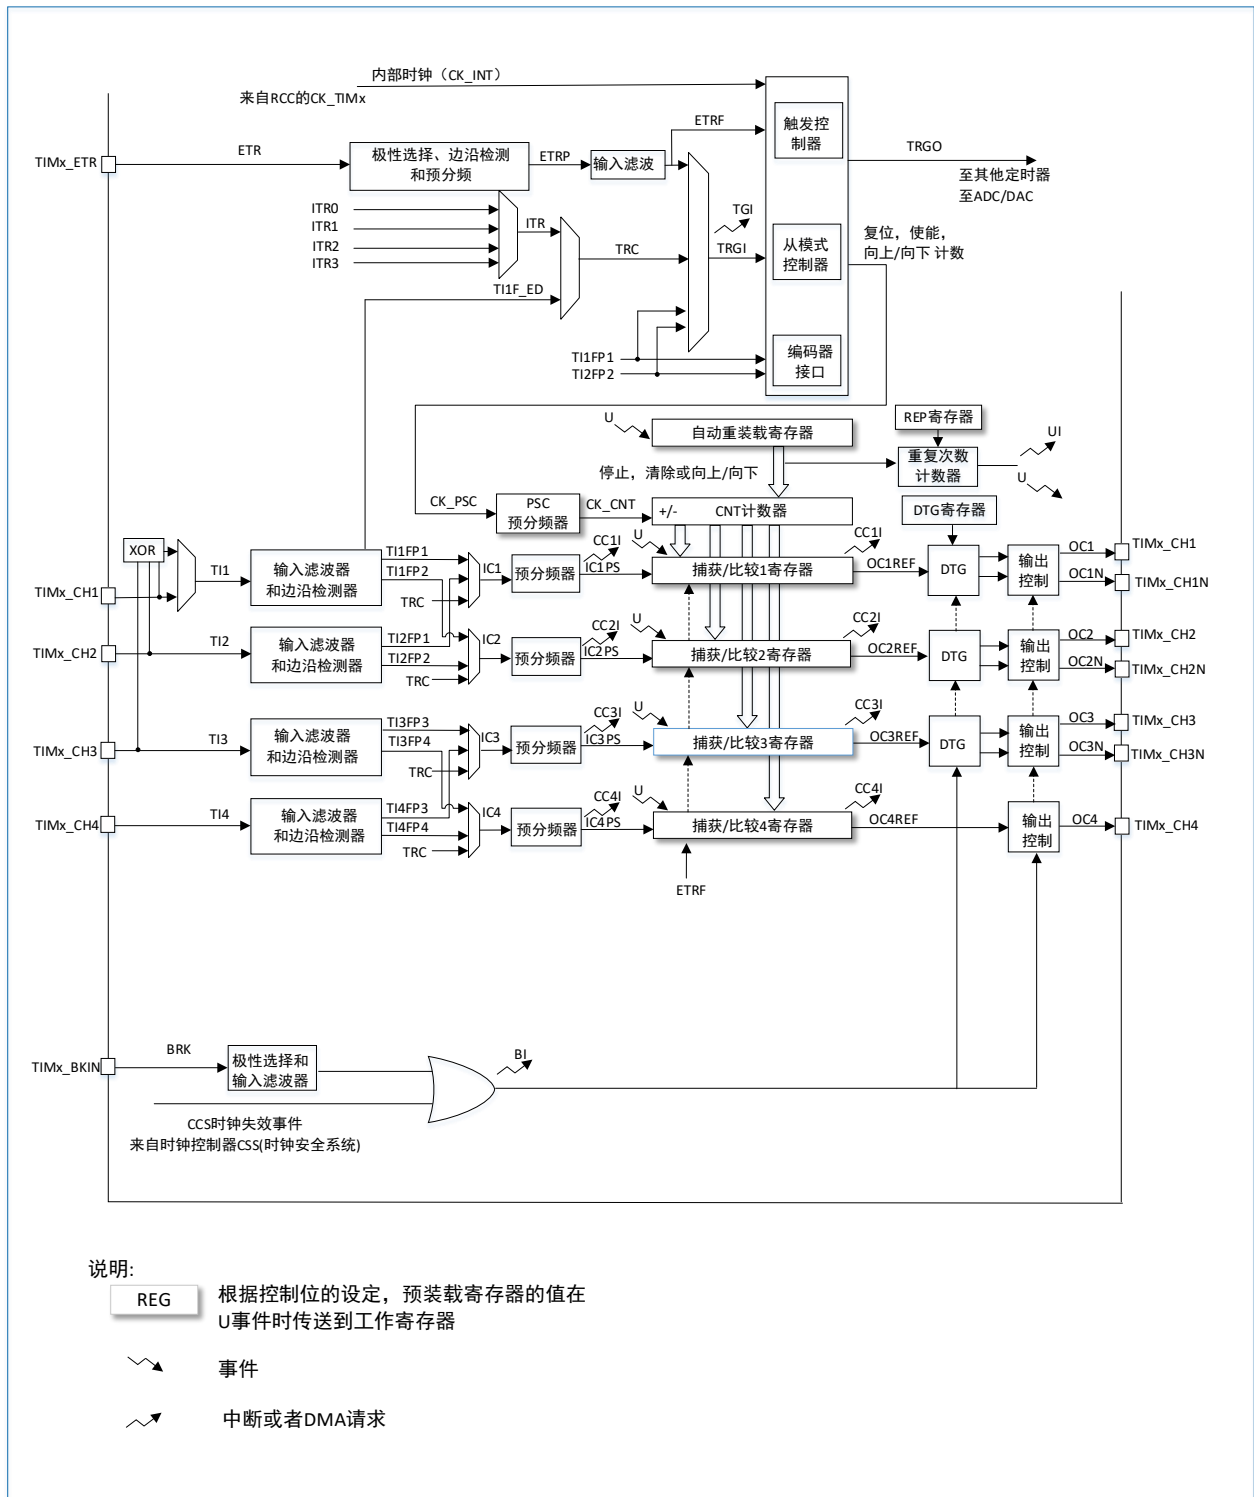 内部时钟（CK_INT）
来自RCC的CK_TIMx
TIMx_ETR
ETR
极性选择、边沿检测
和预分频
ETRP
输入滤波
ETRF
触发控
制器
TRGO
至其他定时器
至ADC/DAC
ITR0
ITR1
ITR2
ITR3
ITR
TRC
TGI
TRGI
从模式
控制器
复位，使能，
向上/向下 计数
TI1F_ED
TI1FP1
TI2FP2
编码器
接口
U
自动重装载寄存器
REP寄存器
重复次数
计数器
UI
U
停止，清除或向上/向下
CK_PSC
PSC
预分频器
CK_CNT
+/-
CNT计数器
DTG寄存器
XOR
TIMx_CH1
TI1
输入滤波器
和边沿检测器
TI1FP1
TI1FP2
TRC
IC1
预分频器
CC1I
IC1PS
U
捕获/比较1寄存器
CC1I
OC1REF
DTG
输出
控制
OC1
OC1N
TIMx_CH1
TIMx_CH1N
TIMx_CH2
TI2
输入滤波器
和边沿检测器
TI2FP1
TI2FP2
TRC
IC2
预分频器
CC2I
IC2PS
U
捕获/比较2寄存器
CC2I
OC2REF
DTG
输出
控制
OC2
OC2N
TIMx_CH2
TIMx_CH2N
TIMx_CH3
TI3
输入滤波器
和边沿检测器
TI3FP3
TI3FP4
TRC
IC3
预分频器
CC3I
IC3PS
U
捕获/比较3寄存器
CC3I
OC3REF
DTG
输出
控制
OC3
OC3N
TIMx_CH3
TIMx_CH3N
TIMx_CH4
TI4
输入滤波器
和边沿检测器
TI4FP3
TI4FP4
TRC
IC4
预分频器
CC4I
IC4PS
U
捕获/比较4寄存器
CC4I
OC4REF
输出
控制
OC4
TIMx_CH4
ETRF
TIMx_BKIN
BRK
极性选择和
输入滤波器
BI
CCS时钟失效事件
来自时钟控制器CSS(时钟安全系统)
说明:
REG
根据控制位的设定，预装载寄存器的值在
U事件时传送到工作寄存器
事件
中断或者DMA请求